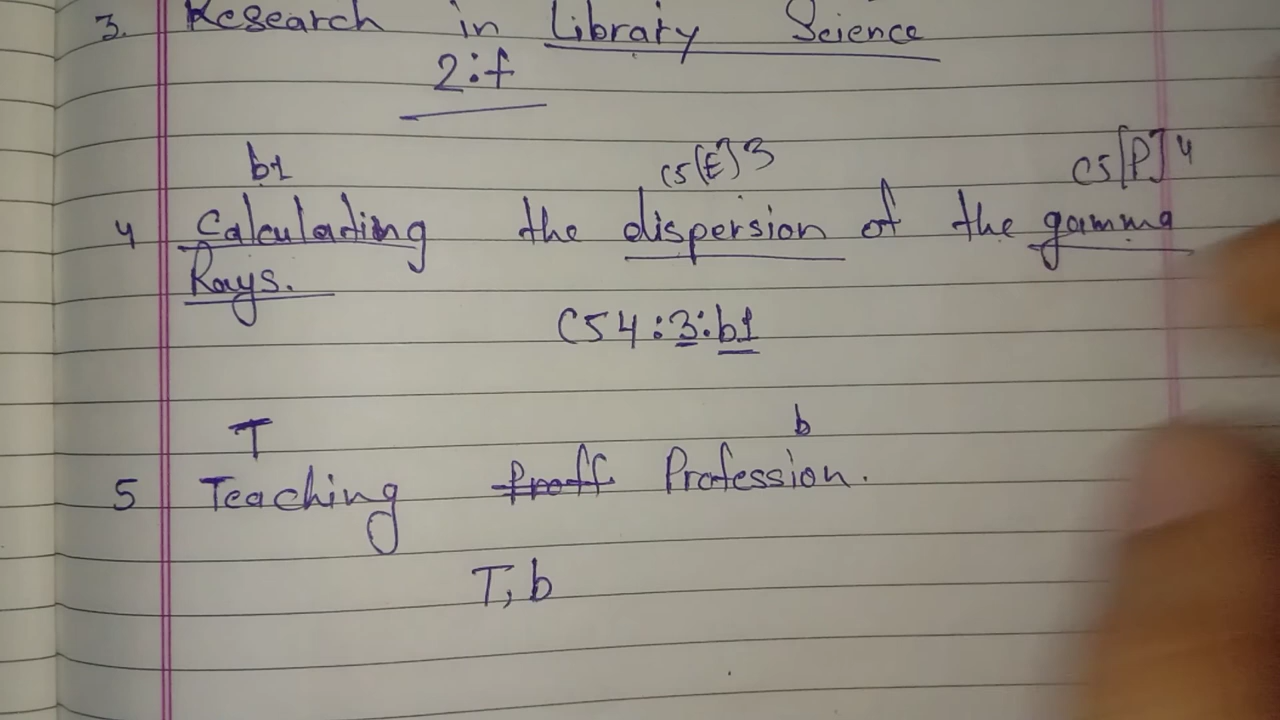 3. Research in Library Science
2:f
b1 C5[E]3 C5[P]4
4 Calculading the dispersion of the gamma
Rays.
C54:3:b1
T b
5 Teaching Proff Profession.
T,b